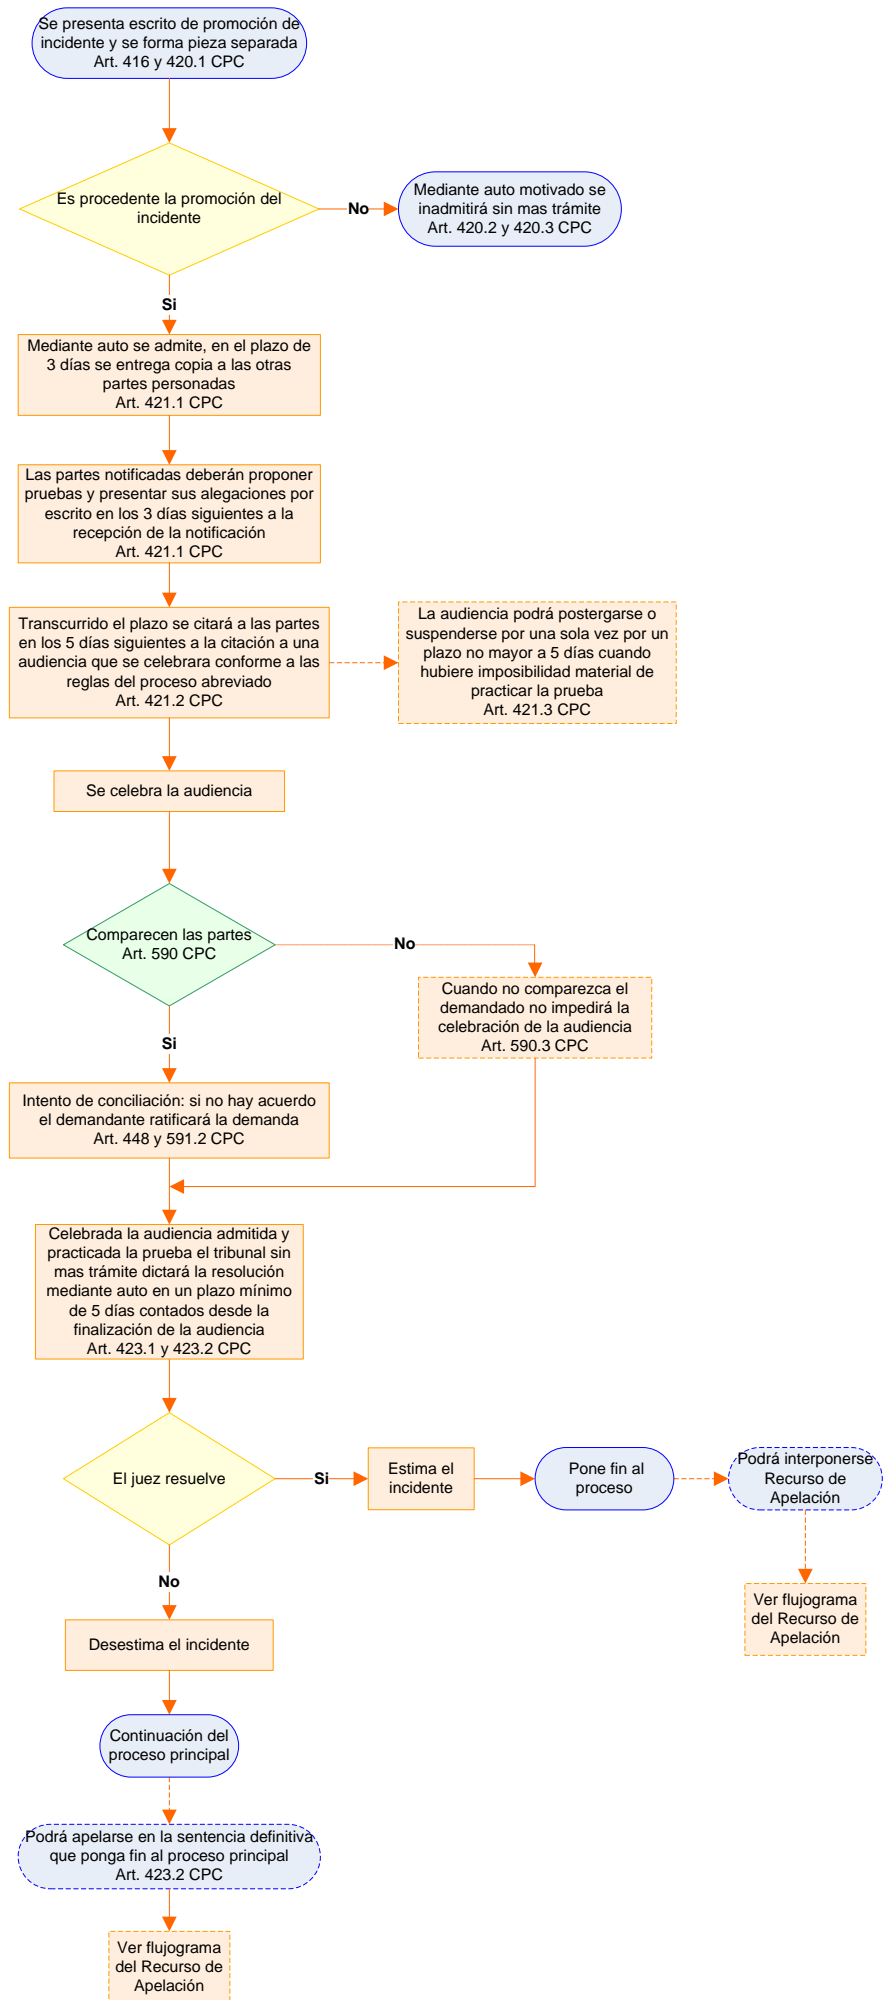 Se presenta escrito de promoción de
incidente y se forma pieza separada
Art. 416 y 420.1 CPC
Es procedente la promoción del
incidente
No
Mediante auto motivado se
inadmitirá sin mas trámite
Art. 420.2 y 420.3 CPC
Si
Mediante auto se admite, en el plazo de
3 días se entrega copia a las otras
partes personadas
Art. 421.1 CPC
Las partes notificadas deberán proponer
pruebas y presentar sus alegaciones por
escrito en los 3 días siguientes a la
recepción de la notificación
Art. 421.1 CPC
Transcurrido el plazo se citará a las partes
en los 5 días siguientes a la citación a una
audiencia que se celebrara conforme a las
reglas del proceso abreviado
Art. 421.2 CPC
La audiencia podrá postergarse o
suspenderse por una sola vez por un
plazo no mayor a 5 días cuando
hubiere imposibilidad material de
practicar la prueba
Art. 421.3 CPC
Se celebra la audiencia
Comparecen las partes
Art. 590 CPC
No
Cuando no comparezca el
demandado no impedirá la
celebración de la audiencia
Art. 590.3 CPC
Si
Intento de conciliación: si no hay acuerdo
el demandante ratificará la demanda
Art. 448 y 591.2 CPC
Celebrada la audiencia admitida y
practicada la prueba el tribunal sin
mas trámite dictará la resolución
mediante auto en un plazo mínimo
de 5 días contados desde la
finalización de la audiencia
Art. 423.1 y 423.2 CPC
El juez resuelve
Si
Estima el
incidente
Pone fin al
proceso
Podrá interponerse
Recurso de
Apelación
Ver flujograma
del Recurso de
Apelación
No
Desestima el incidente
Continuación del
proceso principal
Podrá apelarse en la sentencia definitiva
que ponga fin al proceso principal
Art. 423.2 CPC
Ver flujograma
del Recurso de
Apelación